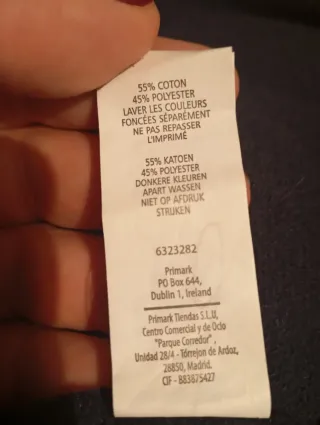 55% COTON
45% POLYESTER
LAVER LES COULEURS
FONCÉES SÉPARÉMENT
NE PAS REPASSER
L'IMPRIMÉ
55% KATOEN
45% POLYESTER
DONKERE KLEUREN
APART WASSEN
NIET OP AFDRUK
STRIJKEN
6323282
Primark
PO Box 644,
Dublin 1, Ireland
Primark Tiendas S.L.U,
Centro Comercial y de Ocio
"Parque Corredor",
Unidad 28/4 - Torrejon de Ardoz,
28850, Madrid.
CIF - B83875427